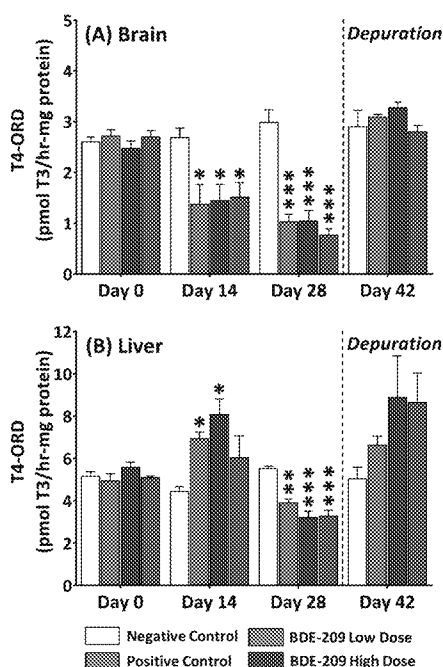 (A) Brain
Depuration
T4-ORD
(pmol T3/hr-mg protein)
5
4
3
2
1
0
* * *
*** *** ***
Day 0 Day 14 Day 28 Day 42
(B) Liver
Depuration
T4-ORD
(pmol T3/hr-mg protein)
12
10
8
6
4
2
0
* *
** *** ***
Day 0 Day 14 Day 28 Day 42
Negative Control BDE-209 Low Dose
Positive Control BDE-209 High Dose